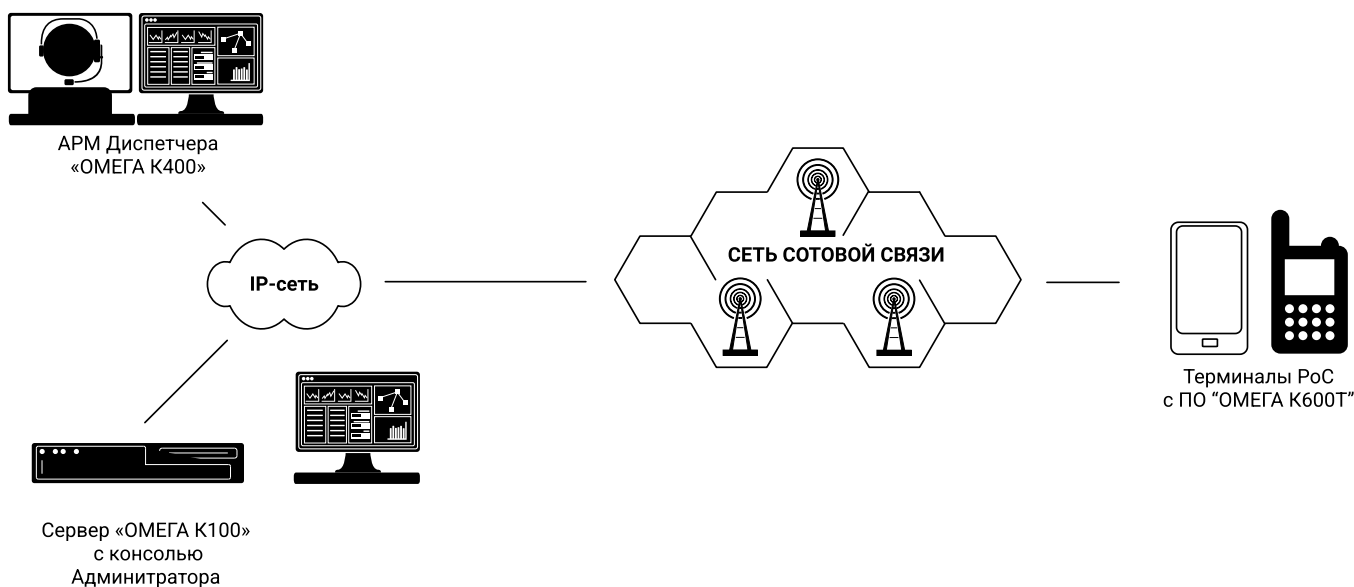 АРМ Диспетчера
«ОМЕГА К400»
IP-сеть
СЕТЬ СОТОВОЙ СВЯЗИ
Терминалы PoC
с ПО “ОМЕГА К600Т”
Сервер «ОМЕГА К100»
с консолью
Админитратора